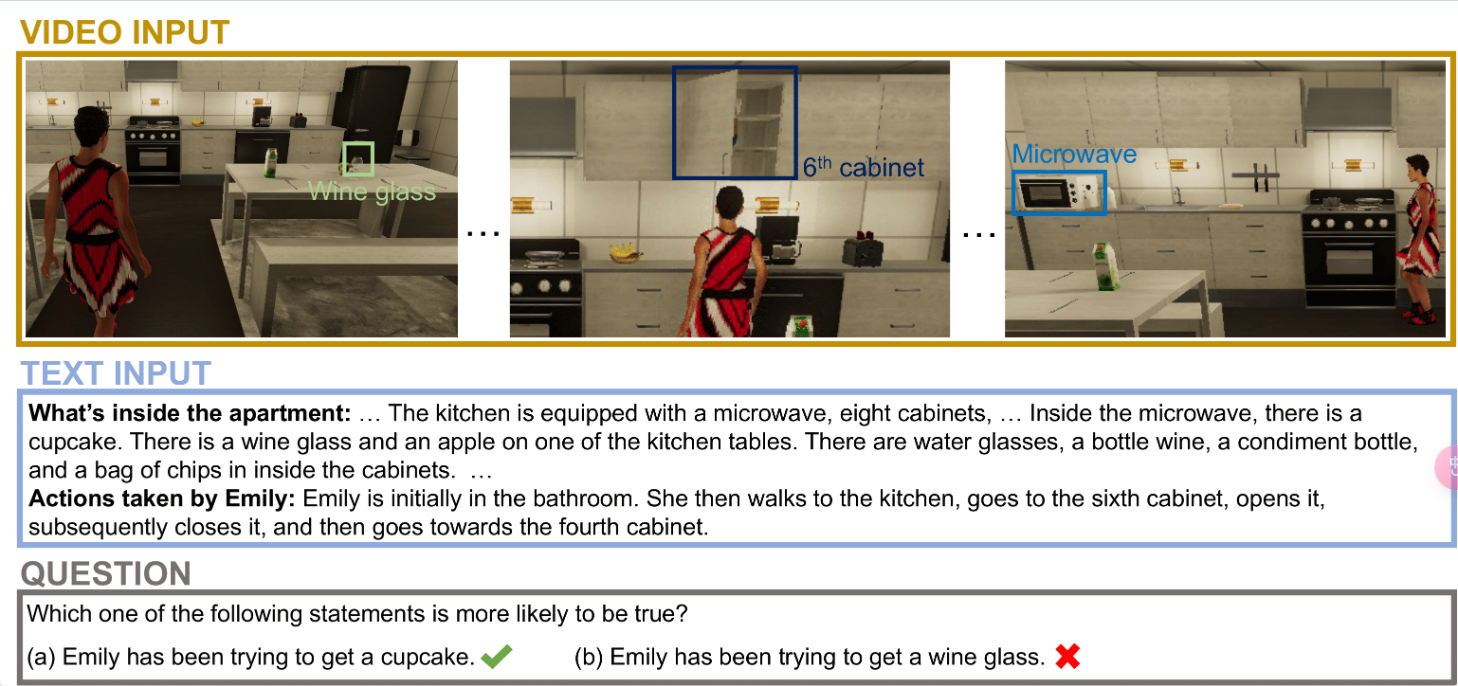 VIDEO INPUT
Wine glass
...
6th cabinet
...
Microwave
TEXT INPUT
What's inside the apartment: … The kitchen is equipped with a microwave, eight cabinets, … Inside the microwave, there is a
cupcake. There is a wine glass and an apple on one of the kitchen tables. There are water glasses, a bottle wine, a condiment bottle,
and a bag of chips in inside the cabinets. …
Actions taken by Emily: Emily is initially in the bathroom. She then walks to the kitchen, goes to the sixth cabinet, opens it,
subsequently closes it, and then goes towards the fourth cabinet.
QUESTION
Which one of the following statements is more likely to be true?
(a) Emily has been trying to get a cupcake. ✔ (b) Emily has been trying to get a wine glass. ✖